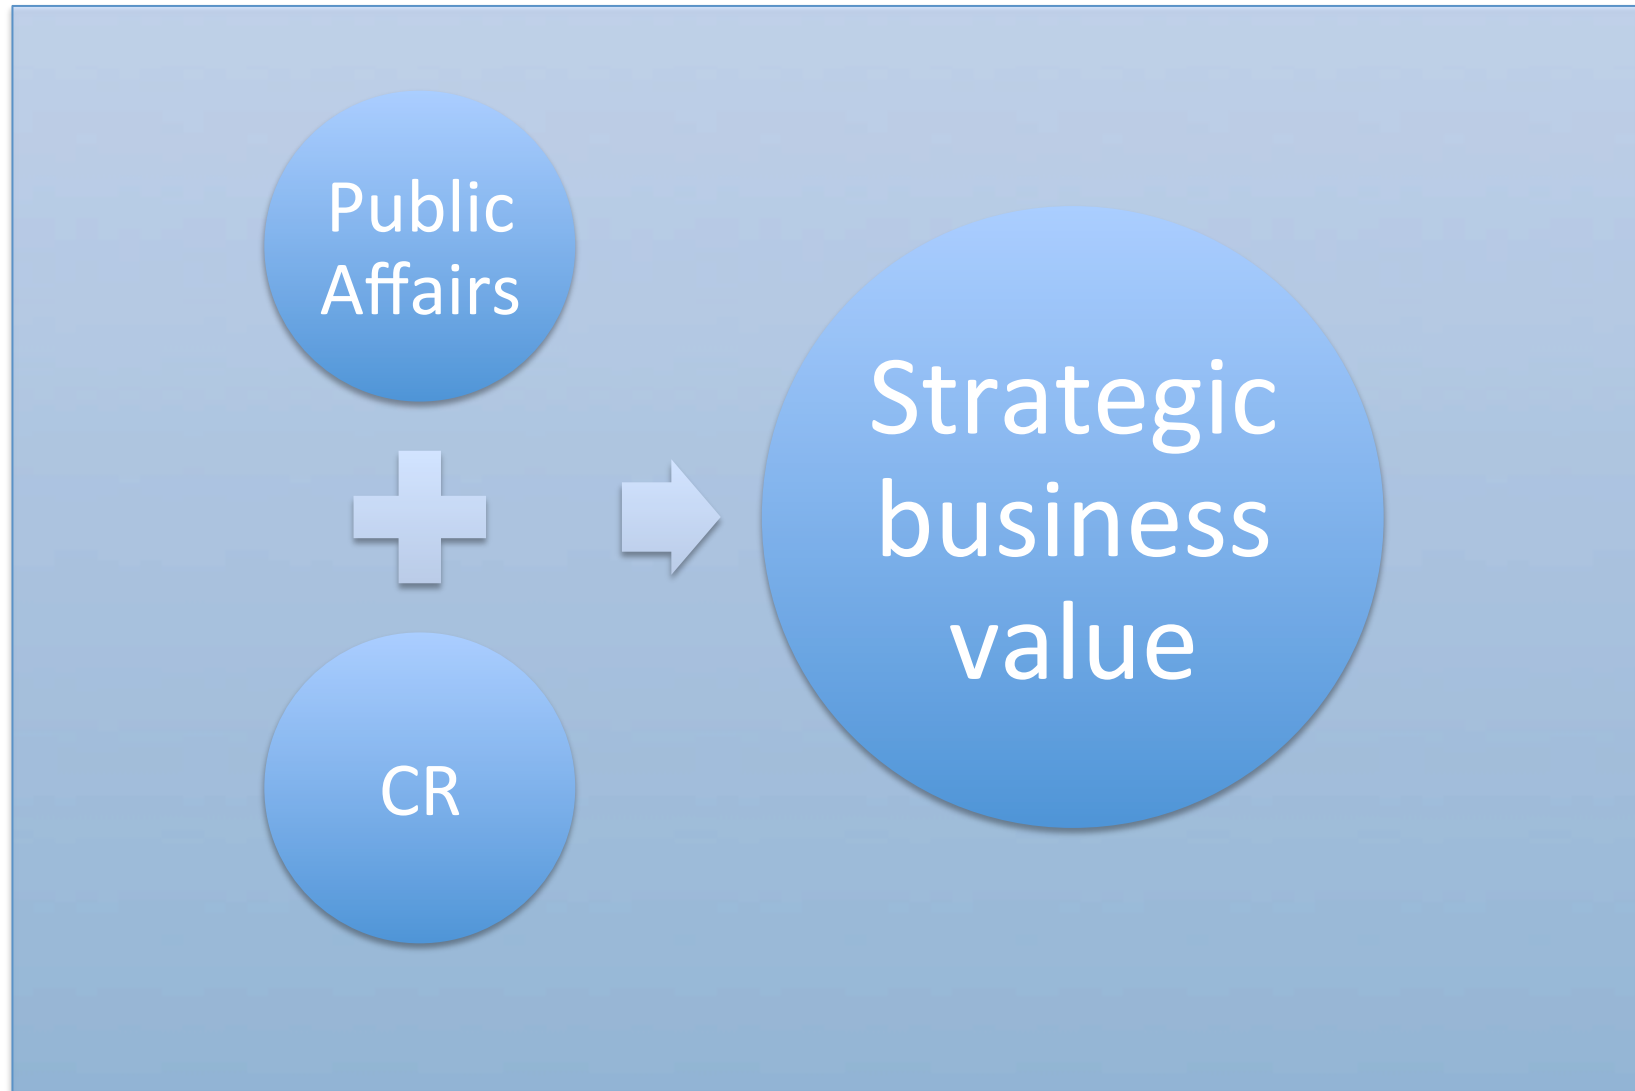 Public
Affairs
CR
Strategic
business
value